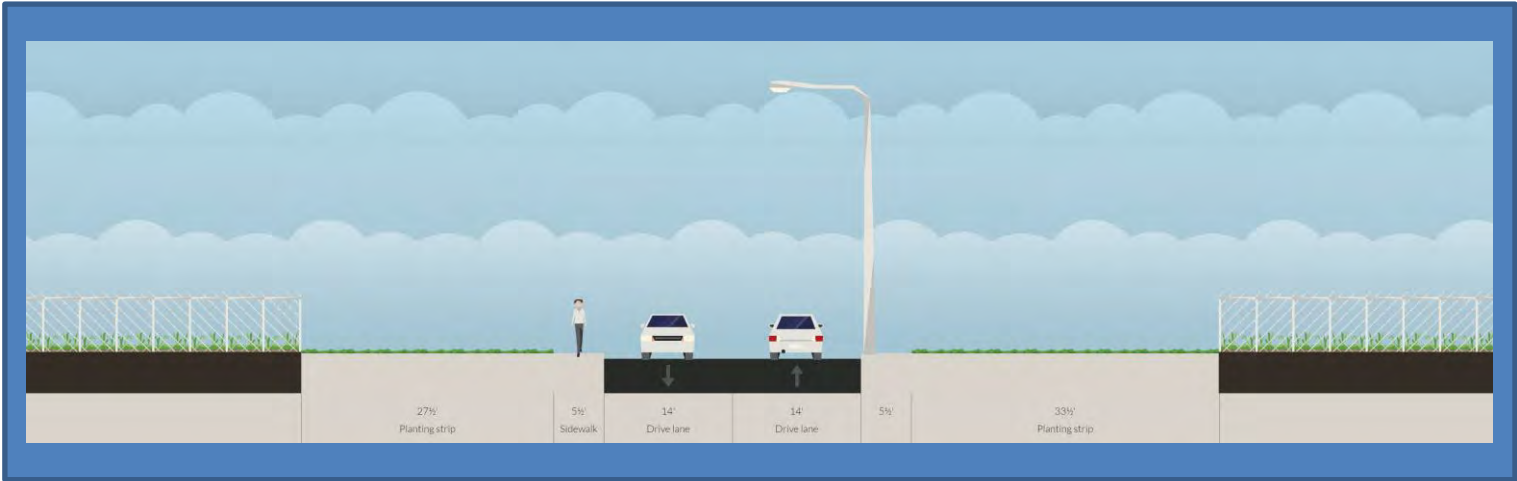 27½' 5½' 14' 14' 5½' 33½'
Planting strip Sidewalk Drive lane Drive lane Planting strip